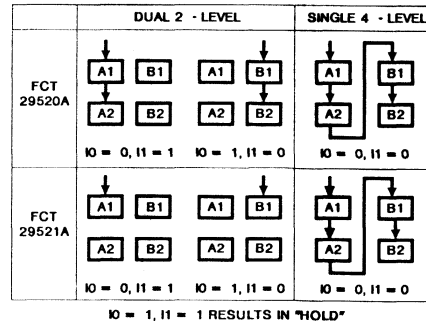 DUAL 2 - LEVEL SINGLE 4 - LEVEL
FCT
29520A
A1 B1 A1 B1 A1 B1
A2 B2 A2 B2 A2 B2
I0 = 0, I1 = 1 I0 = 1, I1 = 0 I0 = 0, I1 = 0
FCT
29521A
A1 B1 A1 B1 A1 B1
A2 B2 A2 B2 A2 B2
I0 = 0, I1 = 1 I0 = 1, I1 = 0 I0 = 0, I1 = 0
I0 = 1, I1 = 1 RESULTS IN "HOLD"